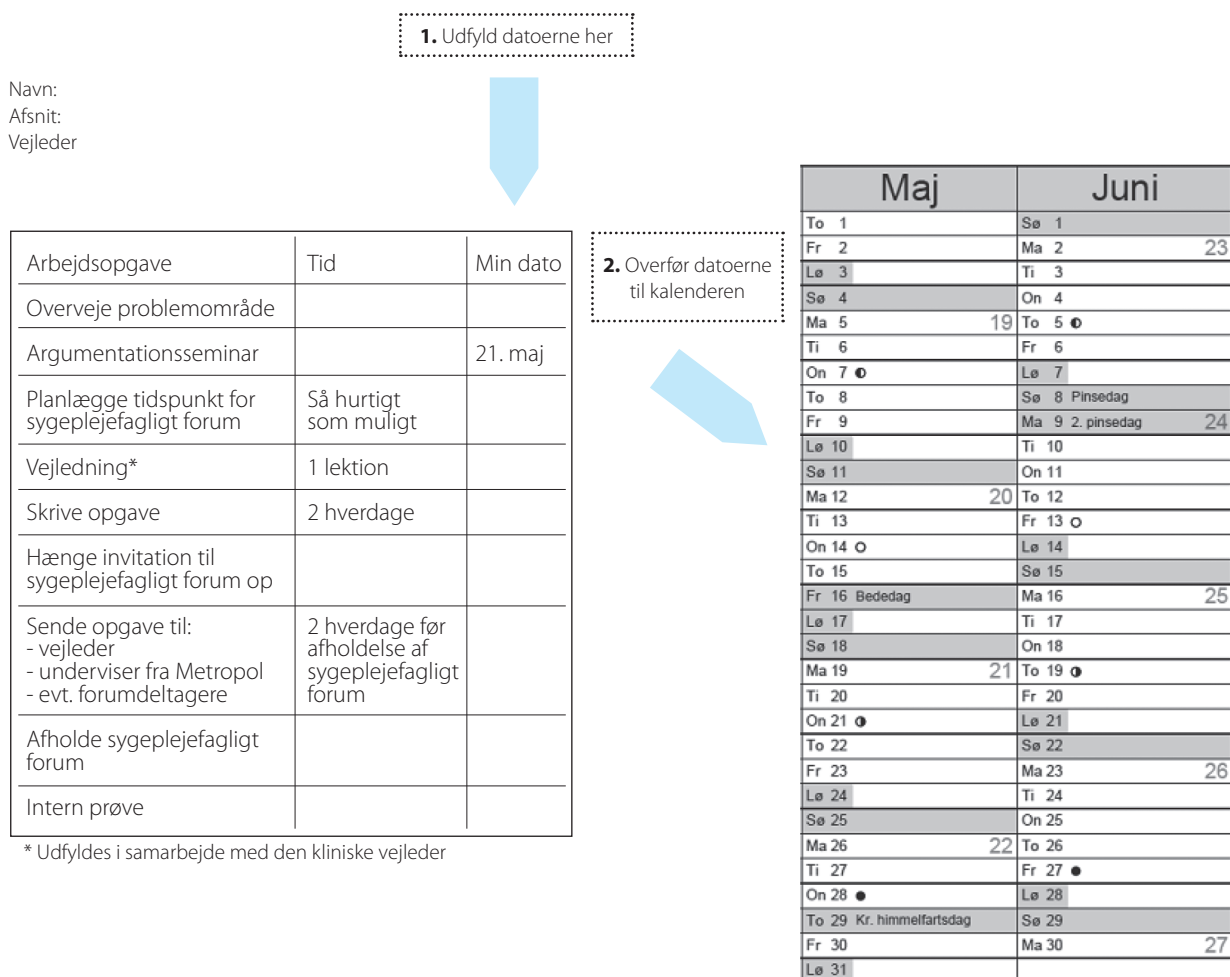 1. Udfyld datoerne her
Navn:
Afsnit:
Vejleder
Arbejdsopgave Tid Min dato
Overveje problemområde
Argumentationsseminar 21. maj
Planlægge tidspunkt for Så hurtigt
sygeplejefagligt forum som muligt
Vejledning* 1 lektion
Skrive opgave 2 hverdage
Hænge invitation til
sygeplejefagligt forum op
Sende opgave til: 2 hverdage før
- vejleder afholdelse af
- underviser fra Metropol sygeplejefagligt
- evt. forumdeltagere forum
Afholde sygeplejefagligt
forum
Intern prøve
* Udfyldes i samarbejde med den kliniske vejleder
2. Overfør datoerne
til kalenderen
Maj Juni
To 1 Sø 1
Fr 2 Ma 2 23
Lø 3 Ti 3
Sø 4 On 4
Ma 5 19 To 5
Ti 6 Fr 6
On 7 Lø 7
To 8 Sø 8 Pinsedag
Fr 9 Ma 9 2. pinsedag 24
Lø 10 Ti 10
Sø 11 On 11
Ma 12 20 To 12
Ti 13 Fr 13
On 14 Lø 14
To 15 Sø 15
Fr 16 Bededag Ma 16 25
Lø 17 Ti 17
Sø 18 On 18
Ma 19 21 To 19
Ti 20 Fr 20
On 21 Lø 21
To 22 Sø 22
Fr 23 Ma 23 26
Lø 24 Ti 24
Sø 25 On 25
Ma 26 22 To 26
Ti 27 Fr 27
On 28 Lø 28
To 29 Kr. himmelfartsdag Sø 29
Fr 30 Ma 30 27
Lø 31